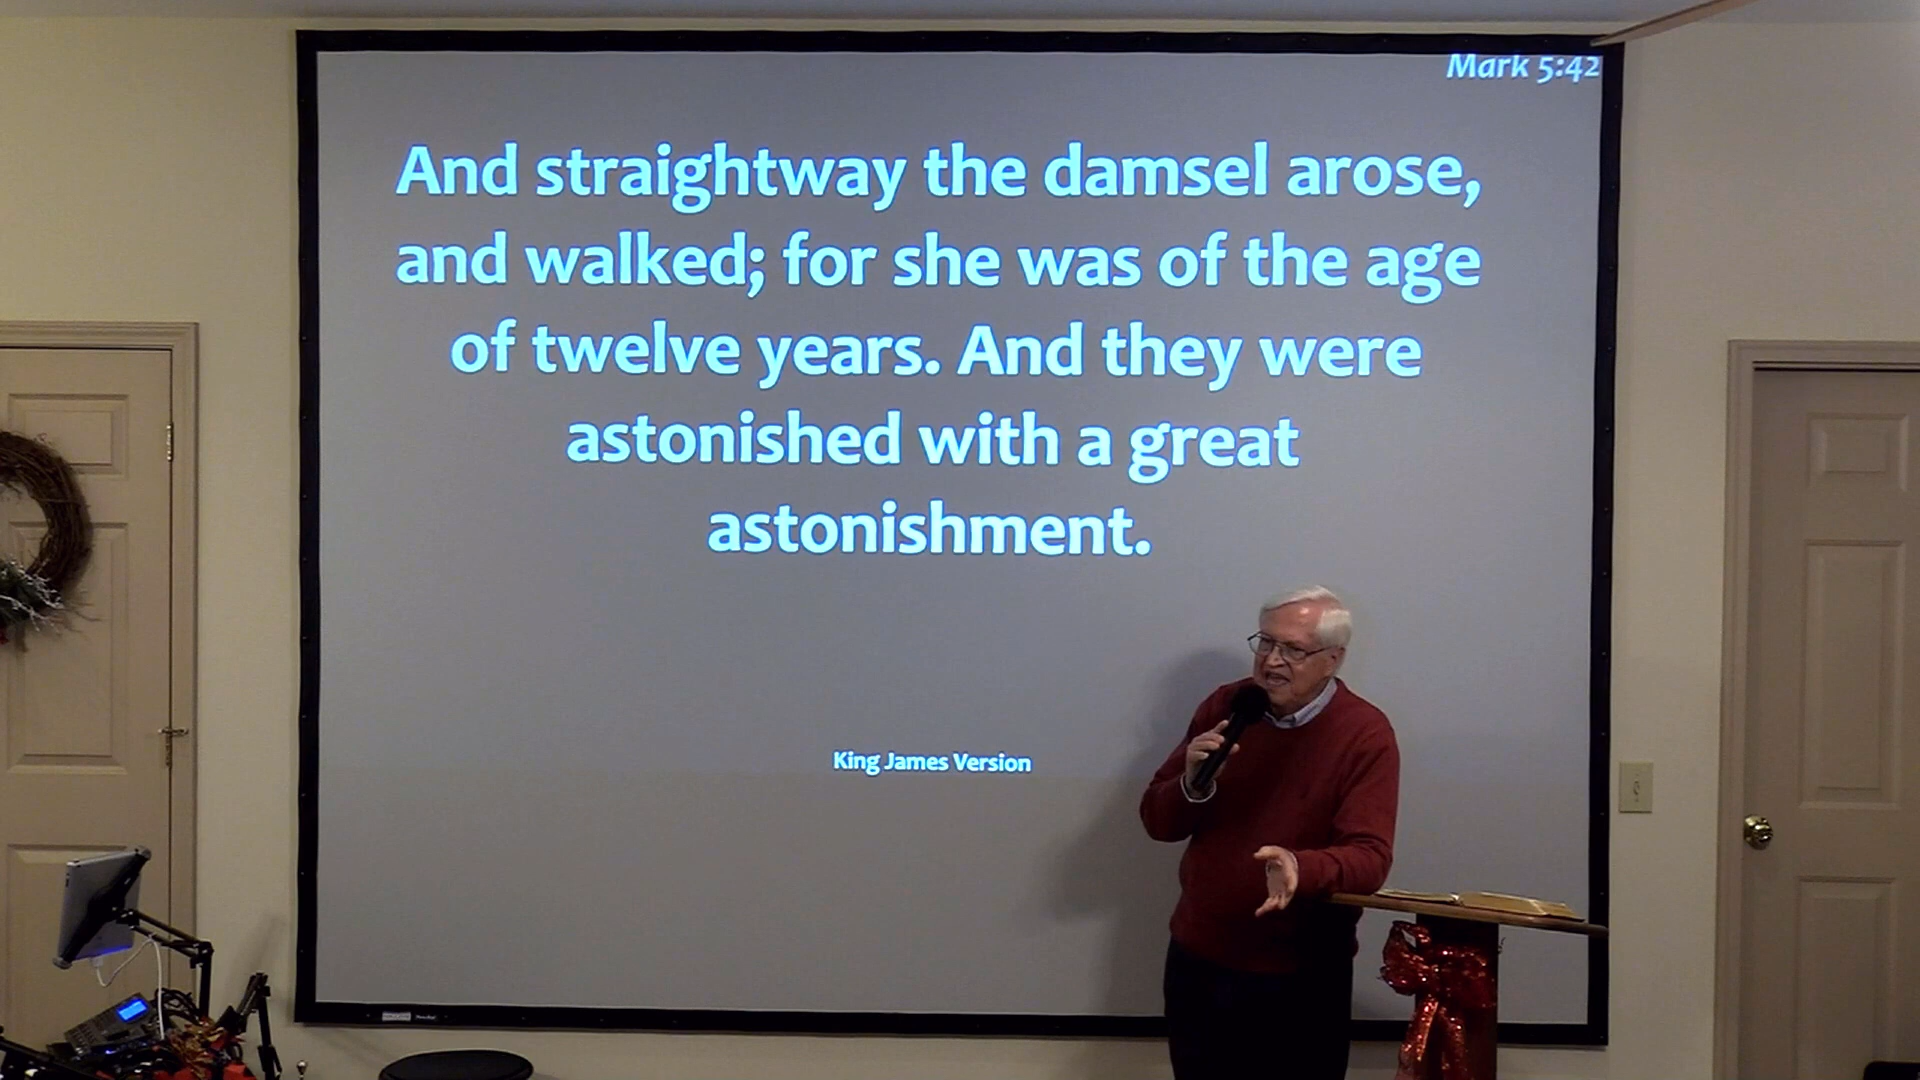 Mark 5:42
And straightway the damsel arose,
and walked; for she was of the age
of twelve years. And they were
astonished with a great
astonishment.
King James Version